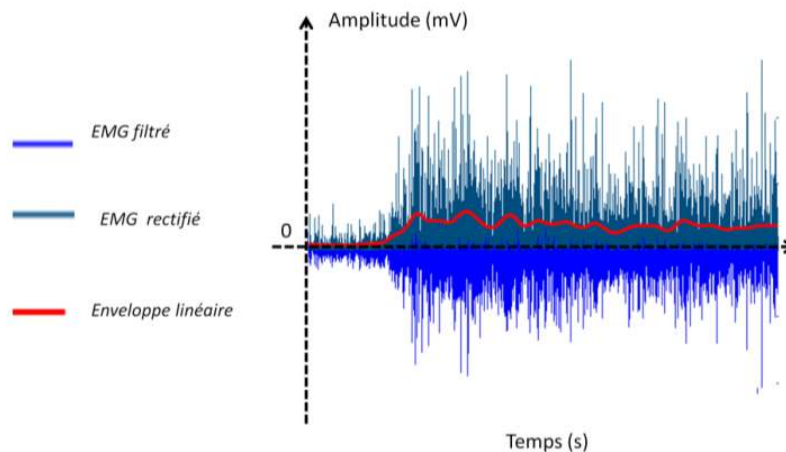 Amplitude (mV)
EMG filtré
EMG rectifié
0
Enveloppe linéaire
Temps (s)